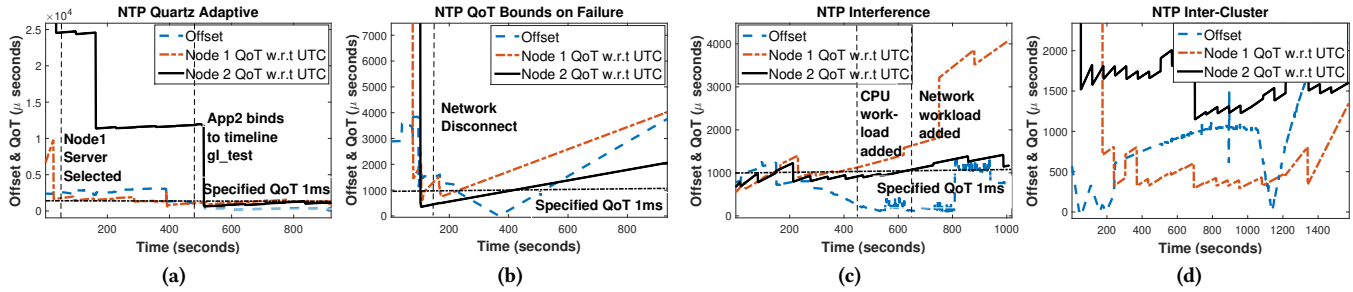 NTP Quartz Adaptive
2.5
2
1.5
1
0.5
0
×10⁴
Offset & QoT (μ seconds)
Offset
Node 1 QoT w.r.t UTC
Node 2 QoT w.r.t UTC
Node1
Server
Selected
App2 binds
to timeline
gl_test
Specified QoT 1ms
200 400 600 800
Time (seconds)
(a)
NTP QoT Bounds on Failure
7000
6000
5000
4000
3000
2000
1000
0
Offset & QoT (μ seconds)
Offset
Node 1 QoT w.r.t UTC
Node 2 QoT w.r.t UTC
Network
Disconnect
Specified QoT 1ms
200 400 600 800
Time (seconds)
(b)
NTP Interference
4000
3000
2000
1000
0
Offset & QoT (μ seconds)
Offset
Node 1 QoT w.r.t UTC
Node 2 QoT w.r.t UTC
CPU
work-
load
added
Network
workload
added
Specified QoT 1ms
200 400 600 800 1000
Time (seconds)
(c)
NTP Inter-Cluster
2000
1500
1000
500
0
Offset & QoT (μ seconds)
Offset
Node 1 QoT w.r.t UTC
Node 2 QoT w.r.t UTC
200 400 600 800 1000 1200 1400
Time (seconds)
(d)